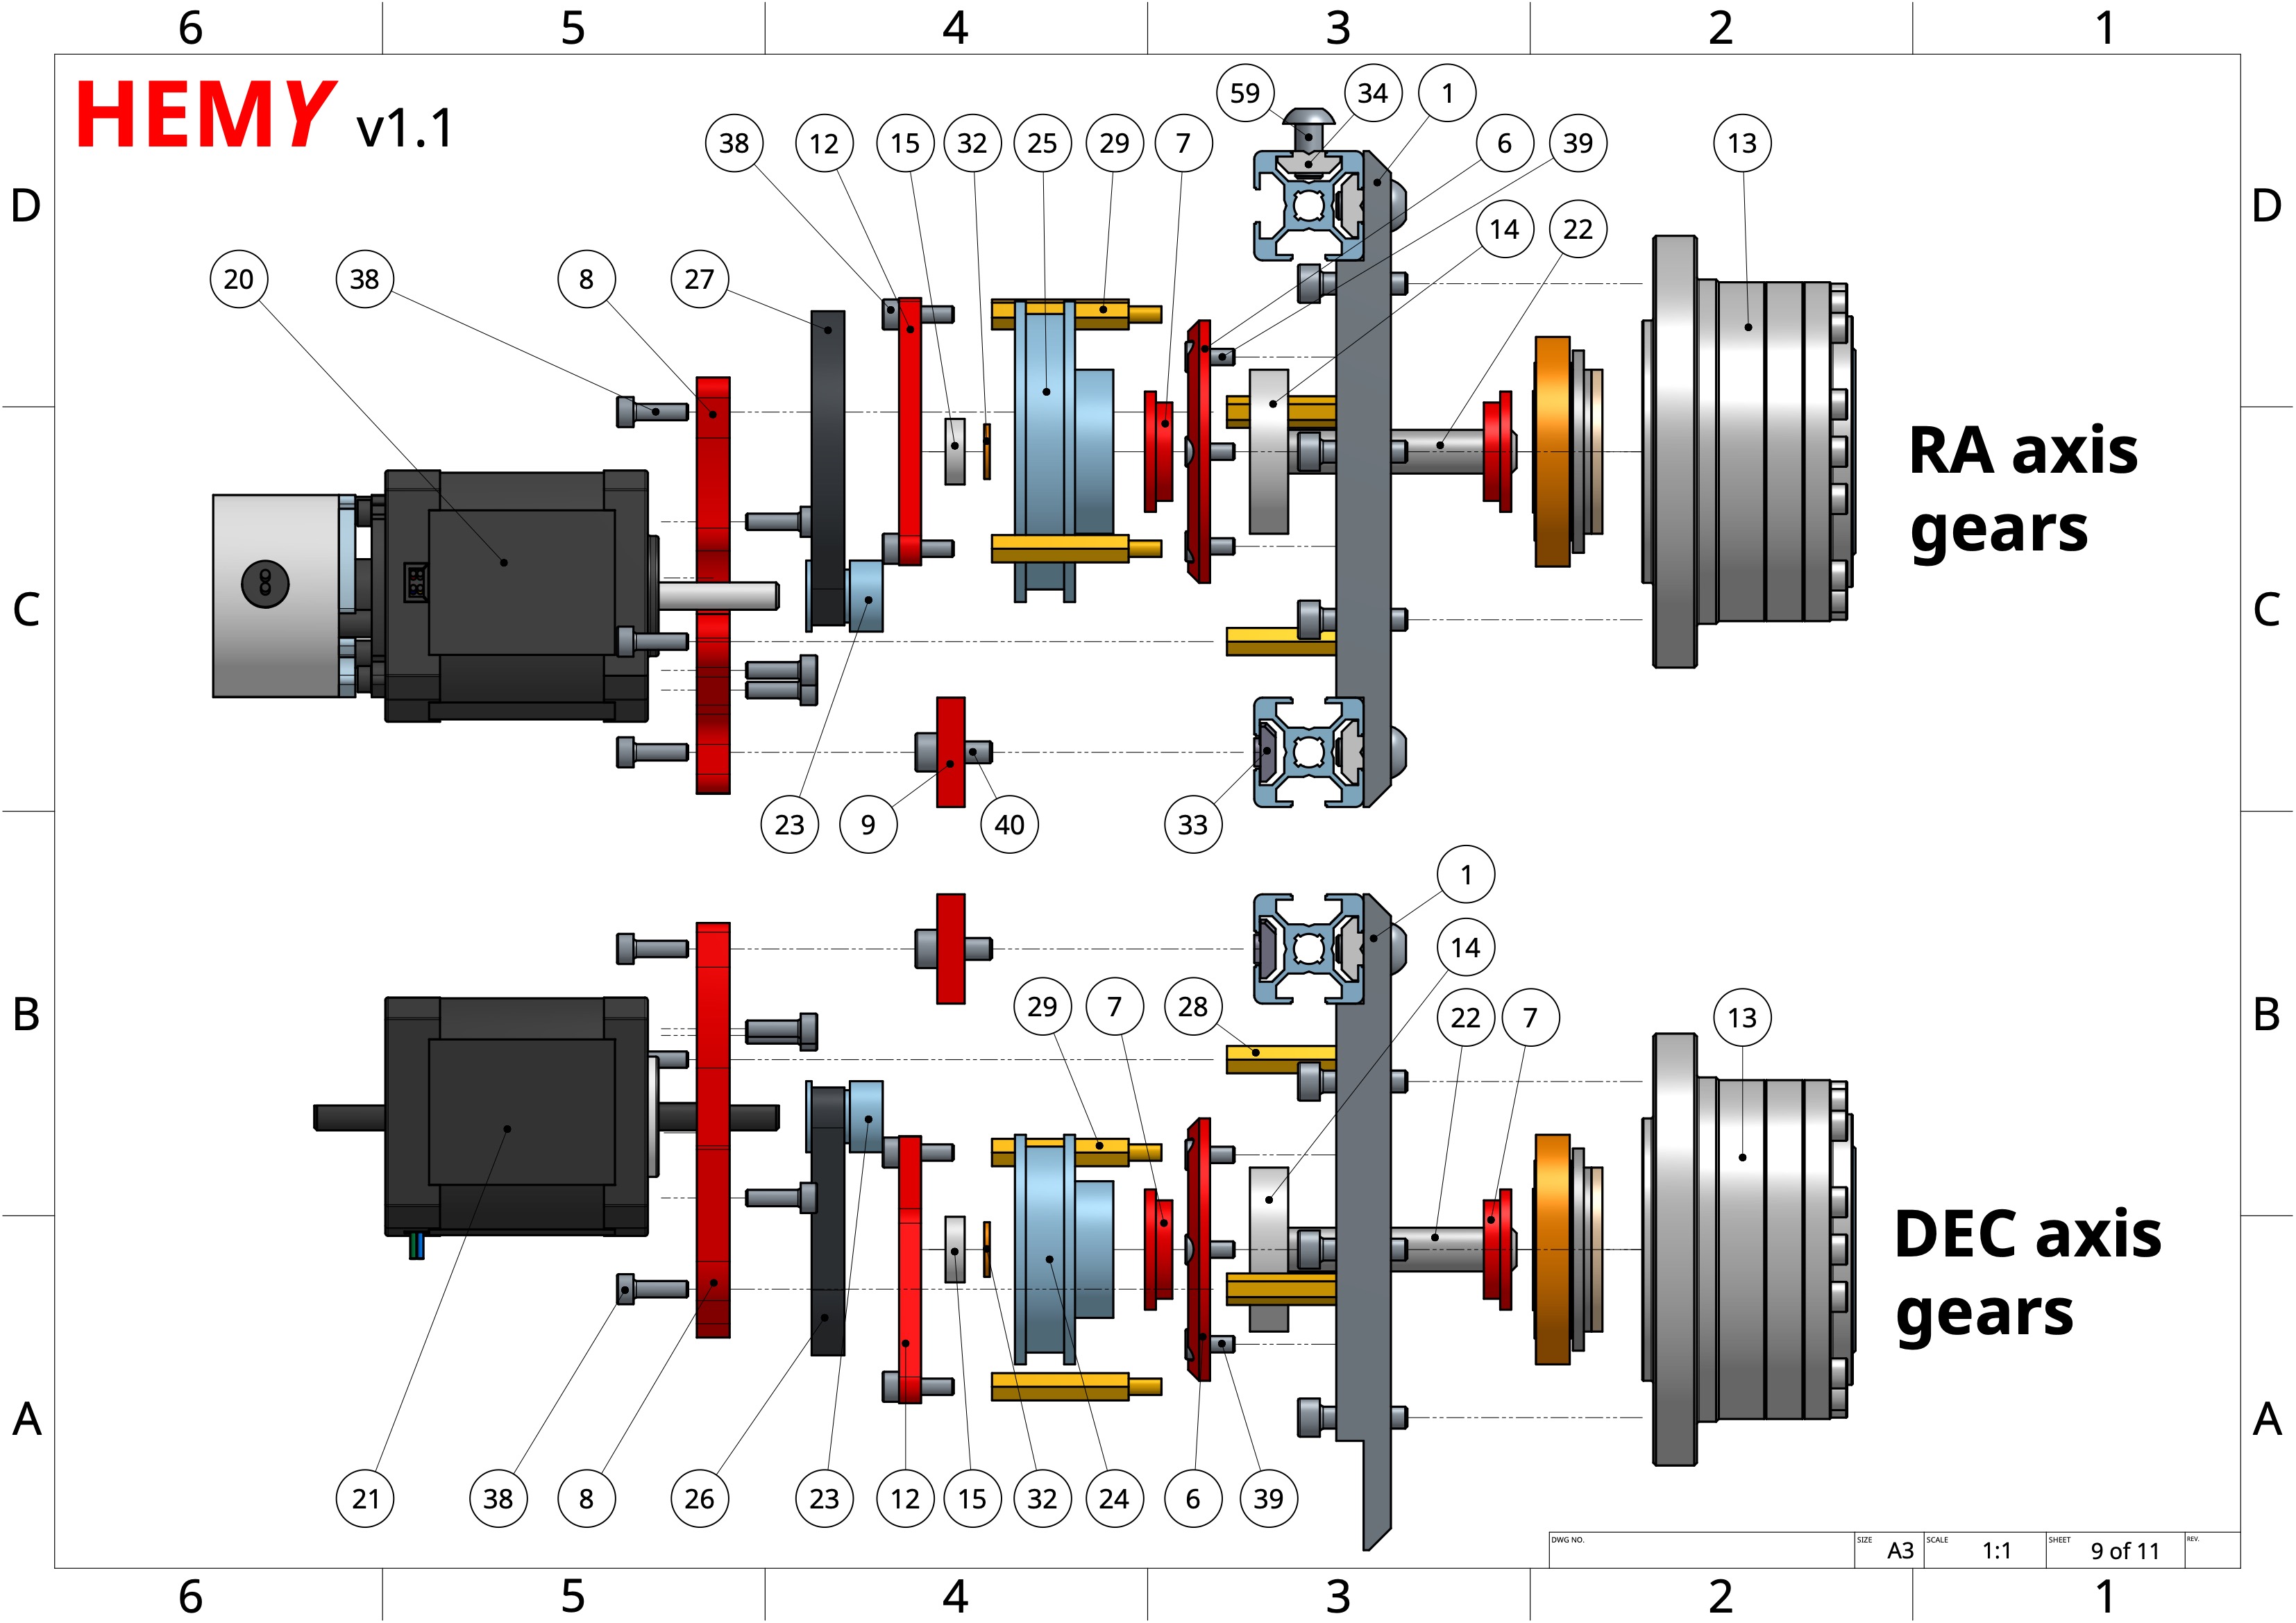 6 5 4 3 2 1
HEMY v1.1
59 34 1
38 12 15 32 25 29 7 6 39 13
D D
14 22
20 38 8 27
RA axis
gears
C C
23 9 40 33
1
14
29 7 28 22 7 13
B B
DEC axis
gears
A A
21 38 8 26 23 12 15 32 24 6 39
DWG NO. SIZE A3 SCALE 1:1 SHEET 9 of 11 REV.
6 5 4 3 2 1